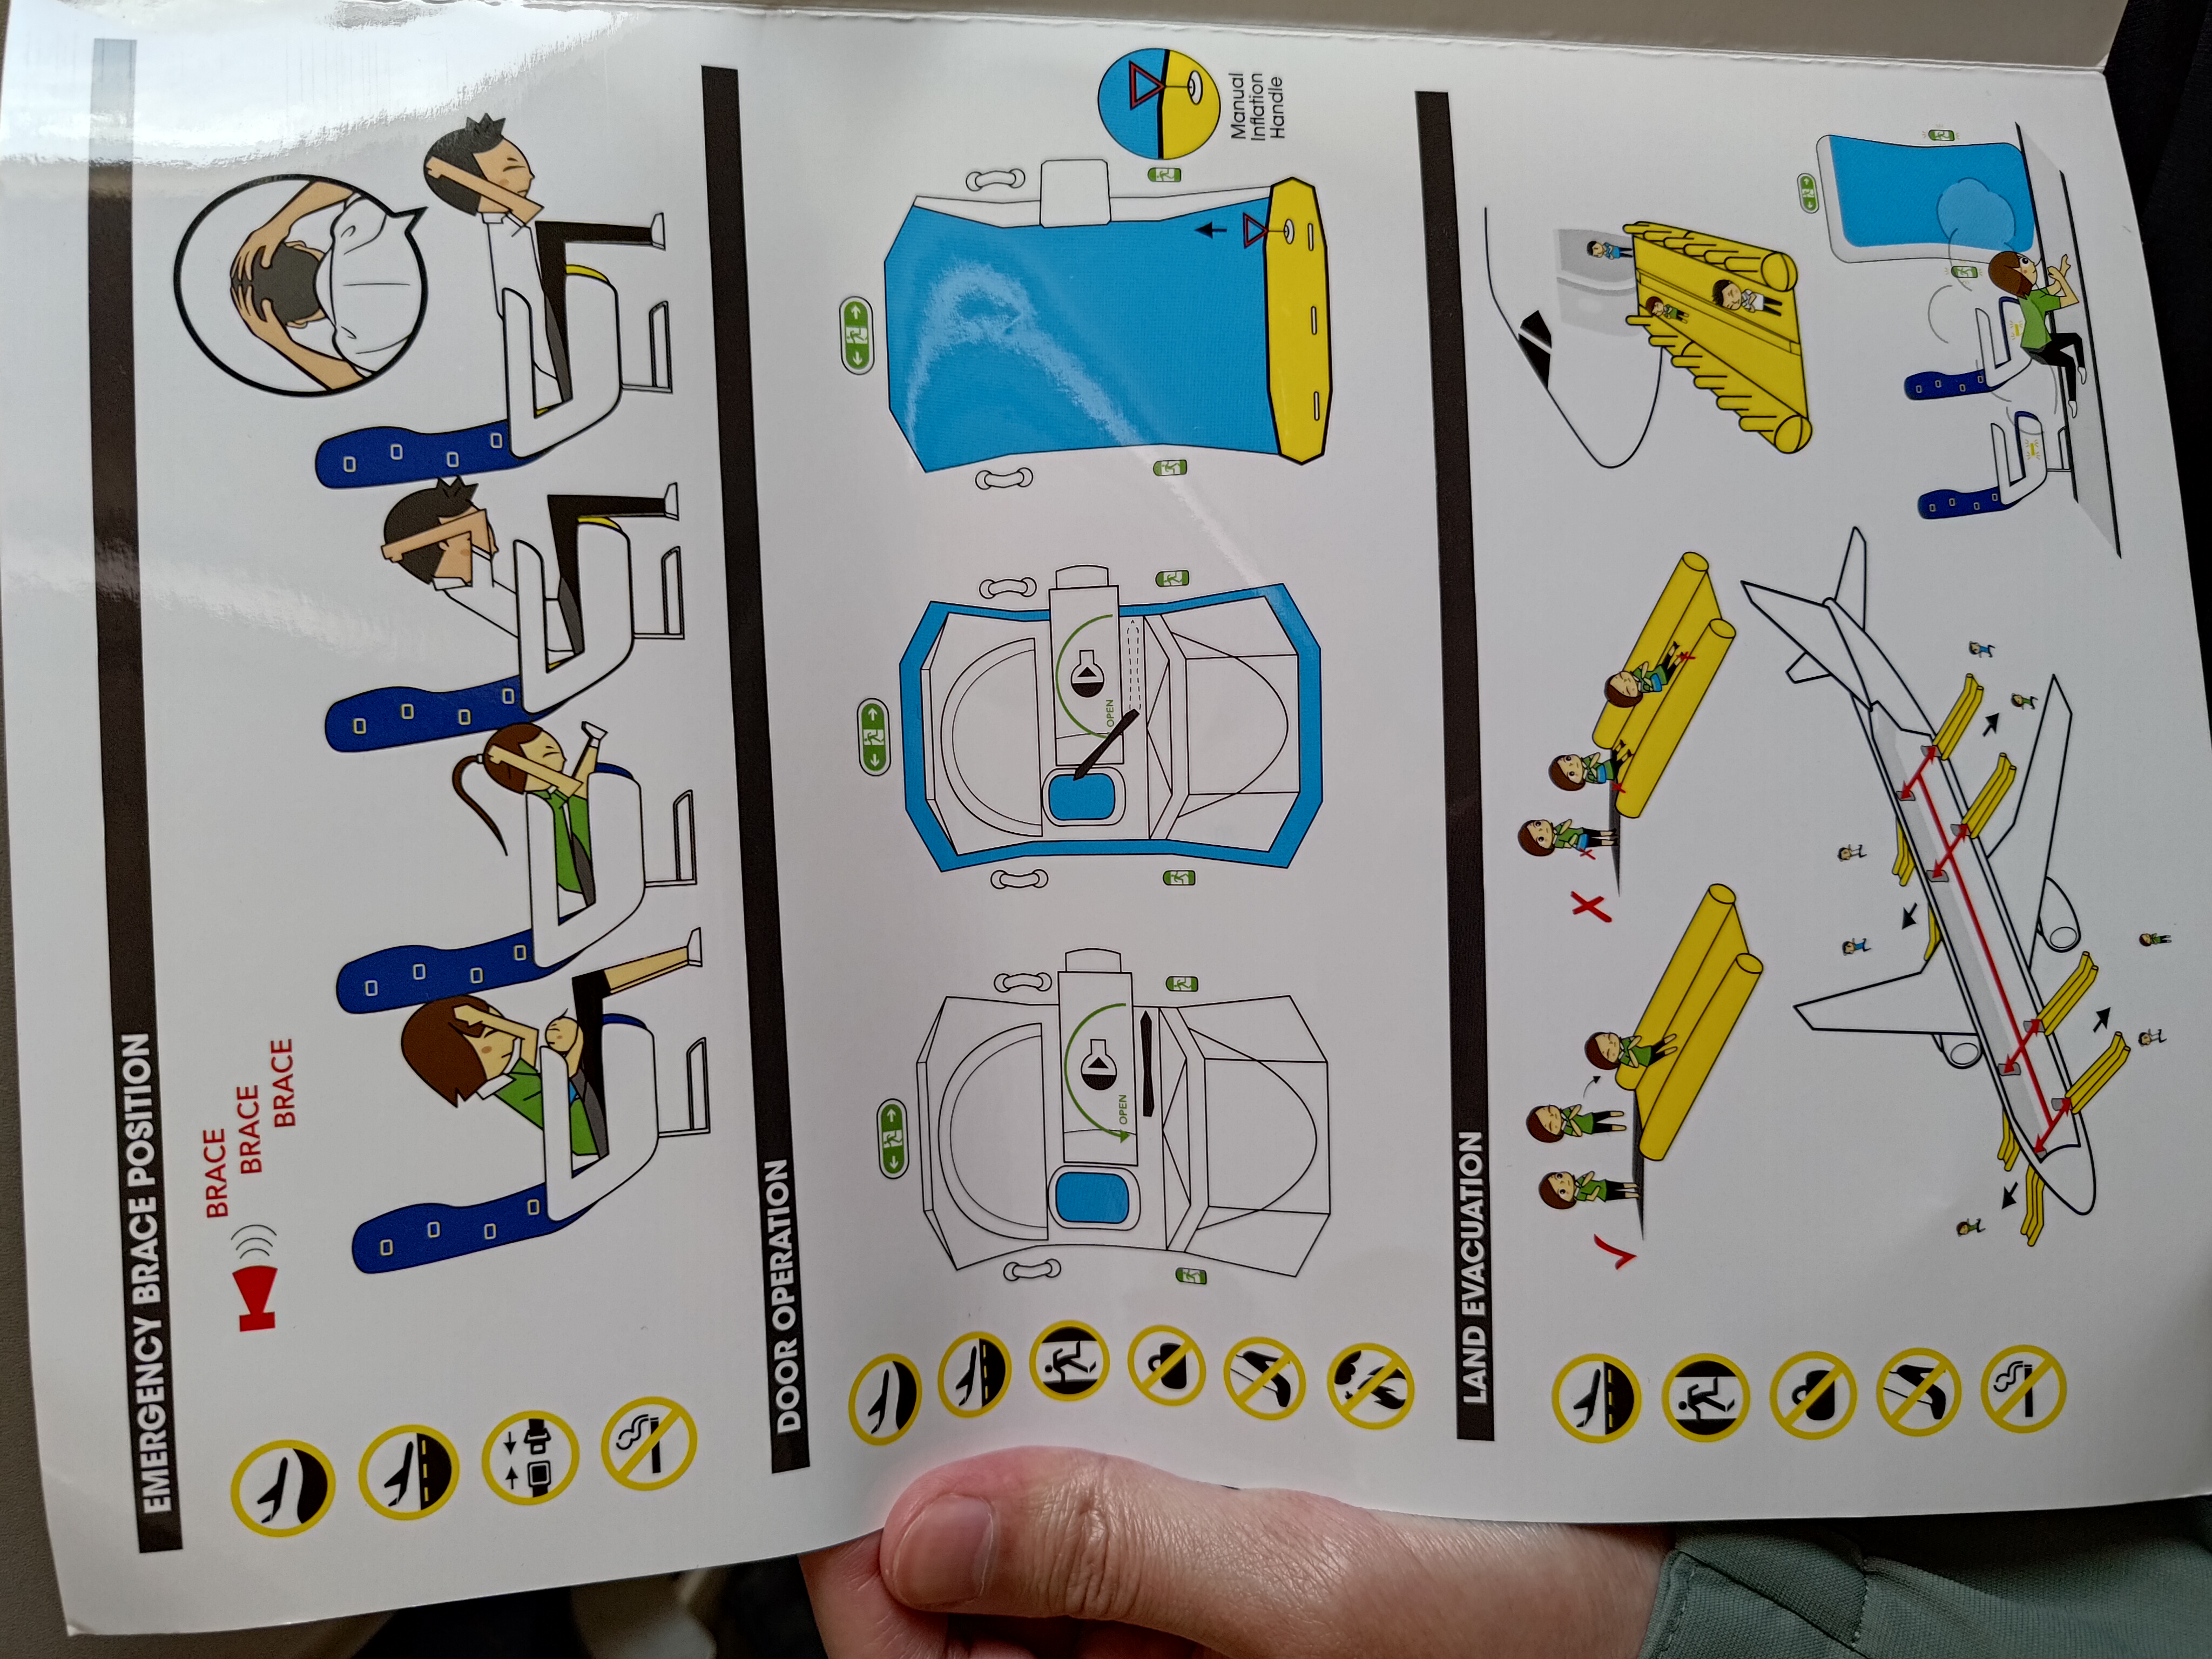 EMERGENCY BRACE POSITION
BRACE
BRACE
BRACE
DOOR OPERATION
OPEN
OPEN
Manual
Inflation
Handle
LAND EVACUATION